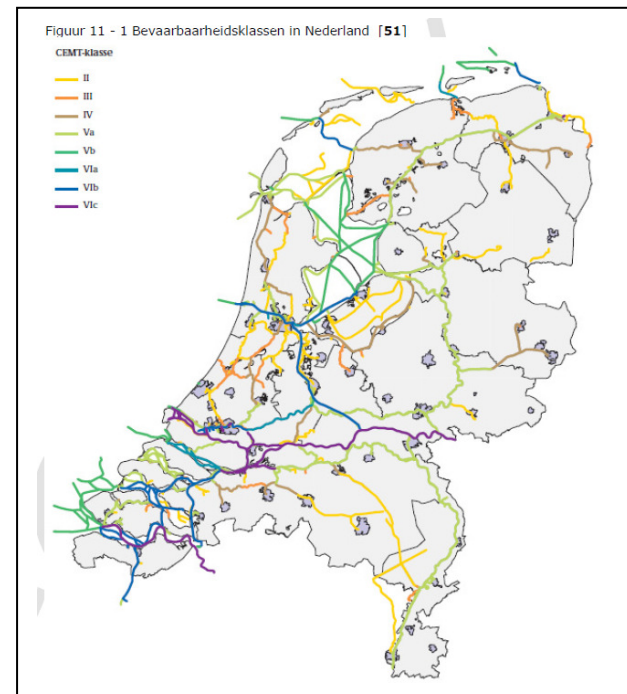 Figuur 11 - 1 Bevaarbaarheidsklassen in Nederland [51]
CEMT-klasse
II
III
IV
Va
Vb
VIa
VIb
VIc